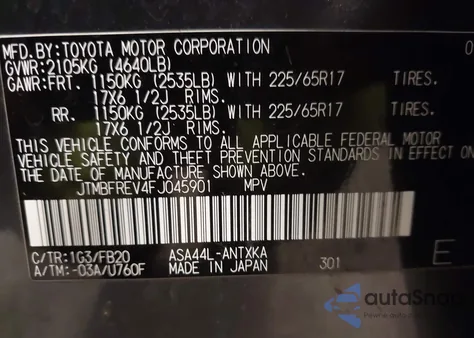 MFD.BY:TOYOTA MOTOR CORPORATION 0
GVWR:2105KG (4640LB)
GAWR:FRT. 1150KG (2535LB) WITH 225/65R17 TIRES.
17X6 1/2J RIMS.
RR. 1150KG (2535LB) WITH 225/65R17 TIRES.
17X6 1/2J RIMS.
THIS VEHICLE CONFORMS TO ALL APPLICABLE FEDERAL MOTOR
VEHICLE SAFETY AND THEFT PREVENTION STANDARDS IN EFFECT ON
THE DATE OF MANUFACTURE SHOWN ABOVE.
JTMBFREV4FJ045901 MPV
C/TR:1G3/FB20 ASA44L-ANTXKA
A/TM:-03A/U760F MADE IN JAPAN 301 E